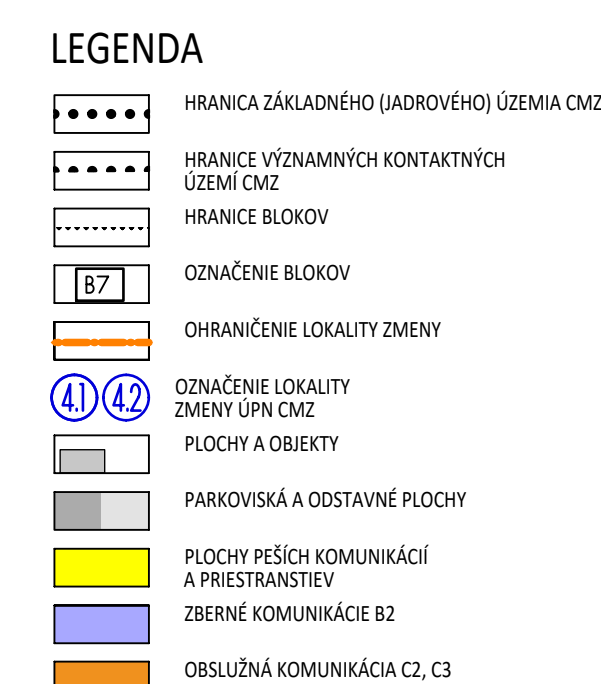 LEGENDA
HRANICA ZÁKLADNÉHO (JADROVÉHO) ÚZEMIA CMZ
HRANICE VÝZNAMNÝCH KONTAKTNÝCH
ÚZEMÍ CMZ
HRANICE BLOKOV
B7 OZNAČENIE BLOKOV
OHRANIČENIE LOKALITY ZMENY
4.1 4.2 OZNAČENIE LOKALITY
ZMENY ÚPN CMZ
PLOCHY A OBJEKTY
PARKOVISKÁ A ODSTAVNÉ PLOCHY
PLOCHY PEŠÍCH KOMUNIKÁCIÍ
A PRIESTRANSTIEV
ZBERNÉ KOMUNIKÁCIE B2
OBSLUŽNÁ KOMUNIKÁCIA C2, C3